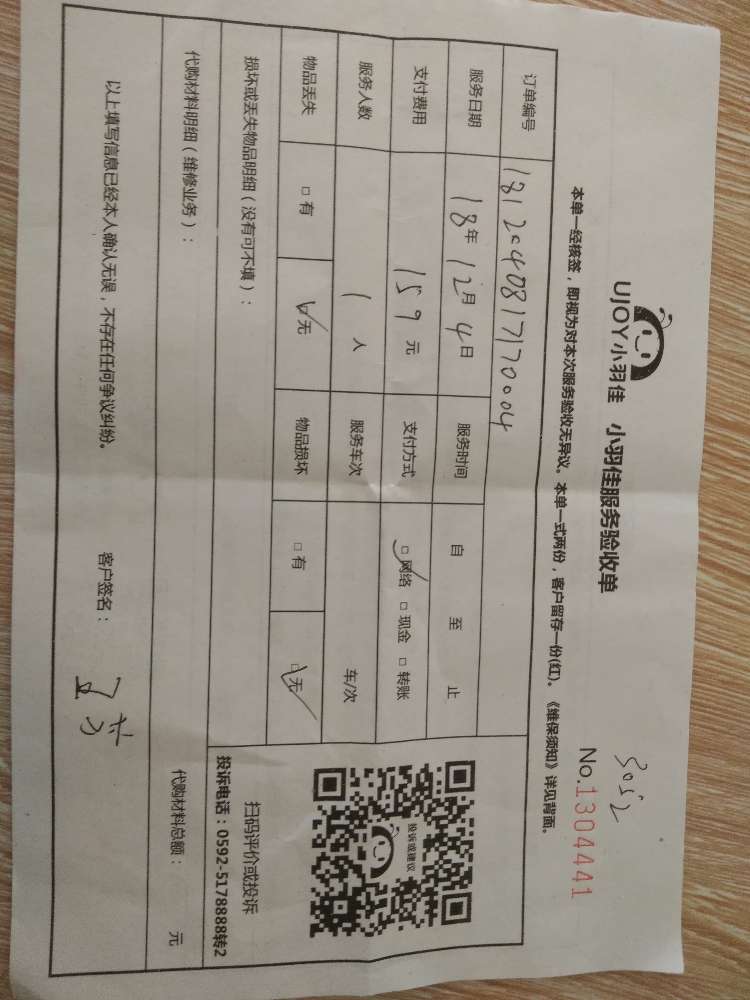 3052
UJOY小羽佳 小羽佳服务验收单
No.1304441
本单一经核签，即视为对本次服务验收无异议。本单一式两份，客户留存一份(红)。《维保须知》详见背面。
订单编号 1812040817170004
服务日期 18年12月4日 服务时间 自 至 止
支付费用 159元 支付方式 □网络 □现金 □转账
服务人数 1人 服务车次 车/次
物品丢失 □有 □无 物品损坏 □有 □无
损坏或丢失物品明细（没有可不填）：
投诉或建议
扫码评价或投诉
投诉电话：0592-5178888转2
代购材料明细（维修业务）： 代购材料总额： 元
以上填写信息已经本人确认无误，不存在任何争议纠纷。 客户签名：